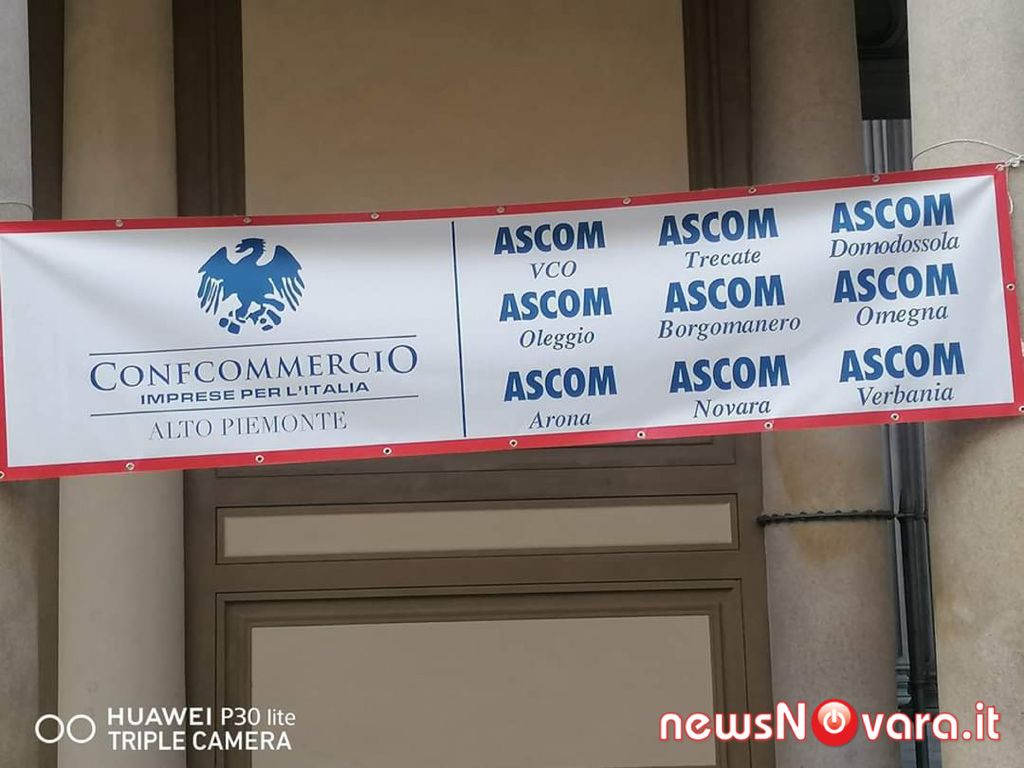 CONFCOMMERCIO
IMPRESE PER L'ITALIA
ALTO PIEMONTE
ASCOM
VCO
ASCOM
Trecate
ASCOM
Domodossola
ASCOM
Oleggio
ASCOM
Borgomanero
ASCOM
Omegna
ASCOM
Arona
ASCOM
Novara
ASCOM
Verbania
HUAWEI P30 lite
TRIPLE CAMERA
newsNovara.it